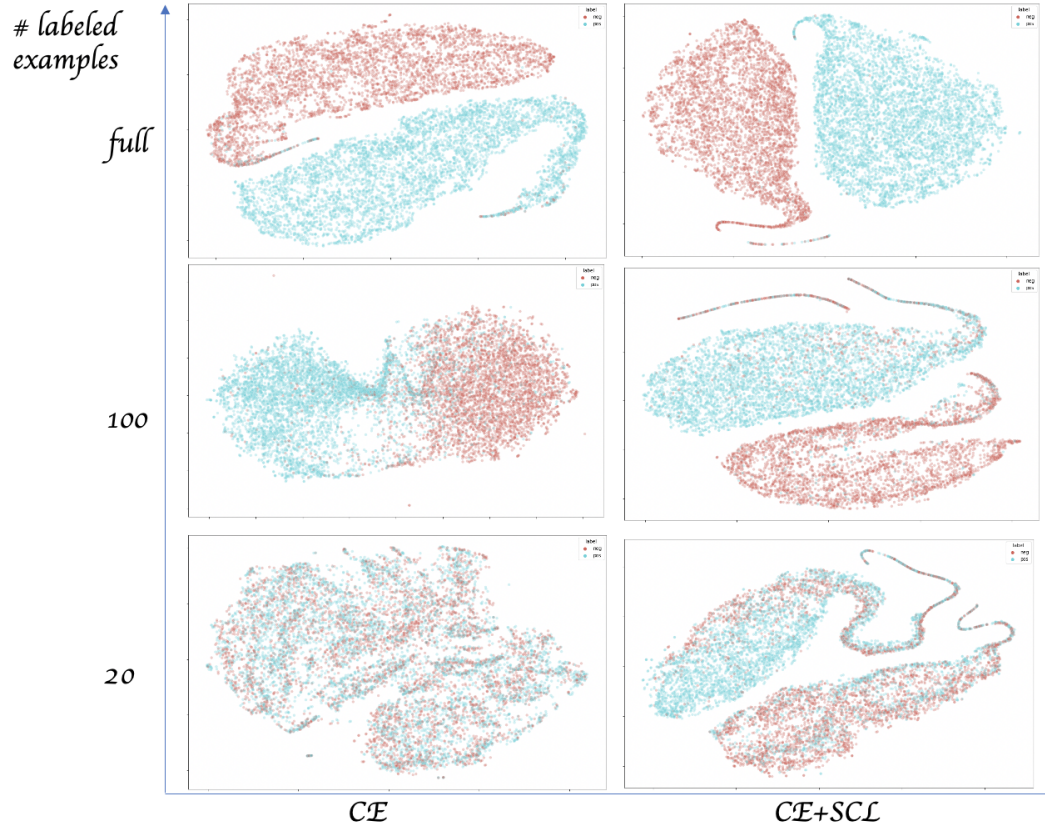 # labeled
examples
label
neg
pos
label
neg
pos
full
label
neg
pos
label
neg
pos
100
label
neg
pos
label
neg
pos
20
CE
CE+SCL